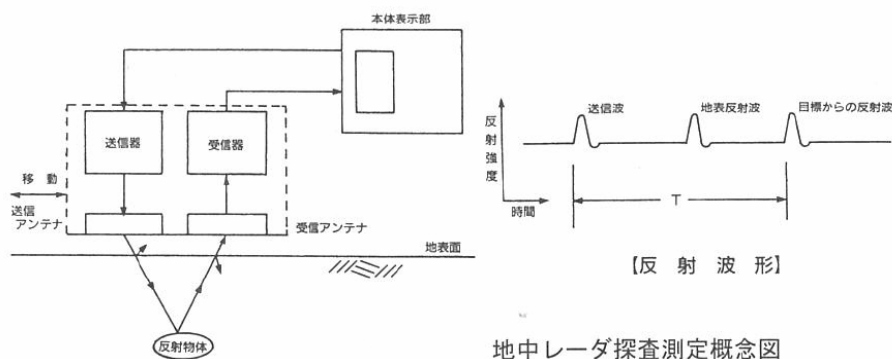 本体表示部
送信器
受信器
移動
送信
アンテナ
受信アンテナ
地表面
反射物体
反射強度
送信波
地表反射波
目標からの反射波
時間
T
【反射波形】
地中レーダ探査測定概念図